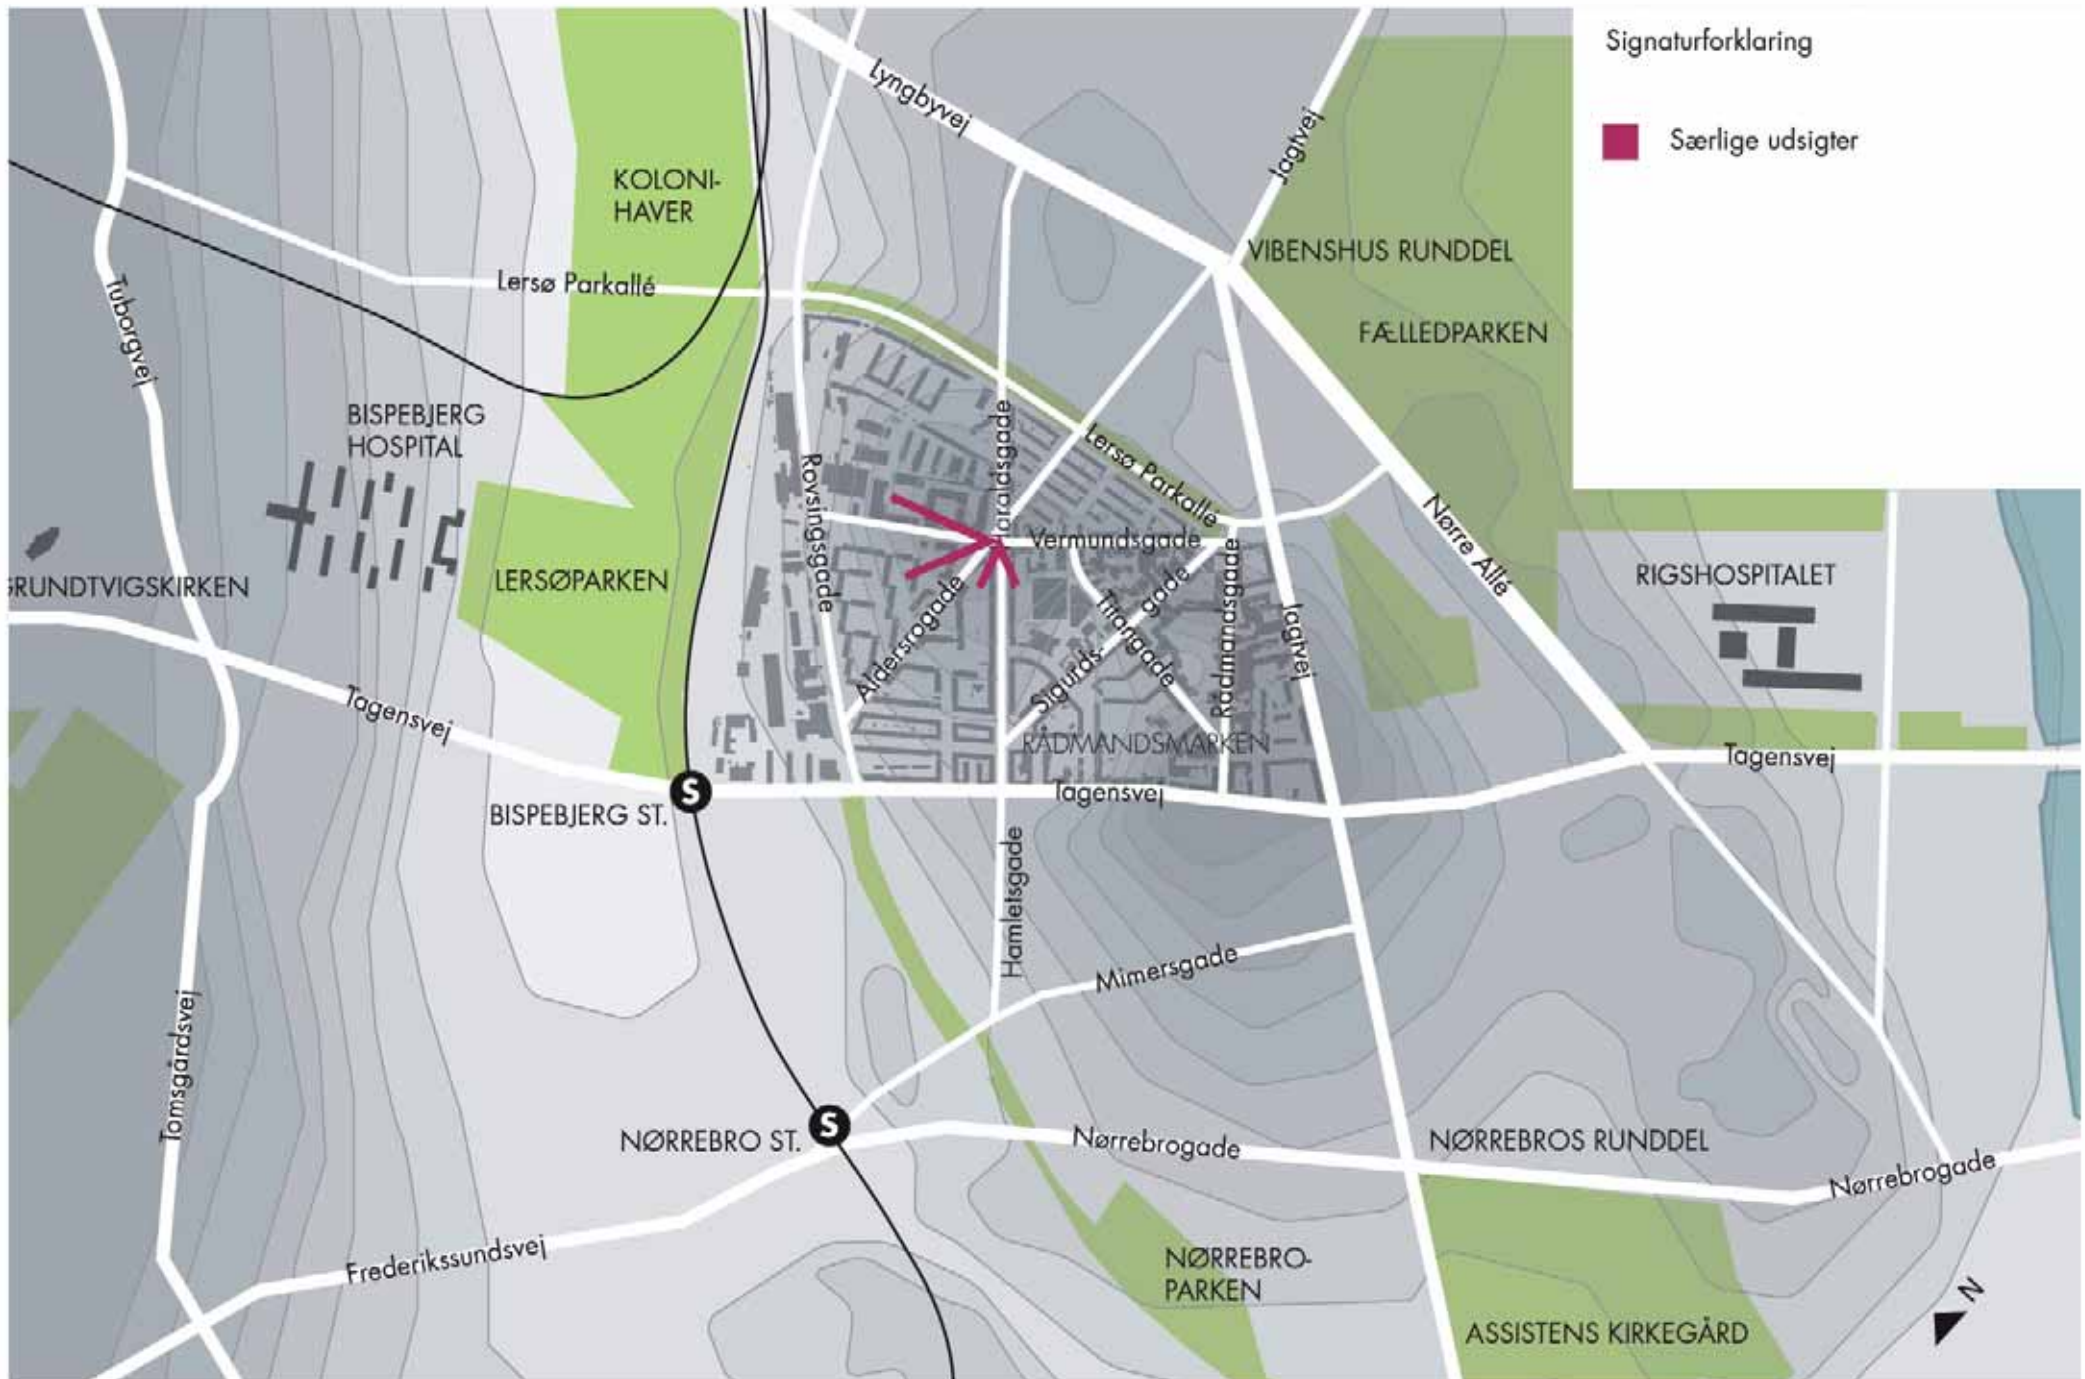 Signaturforklaring
Særlige udsigter
Lyngbyvej
Jagtvej
KOLONI-
HAVER
VIBENSHUS RUNDDEL
Lersø Parkallé
FÆLLEDPARKEN
Tuborgvej
BISPEBJERG
HOSPITAL
Haraldsgade
Lersø Parkallé
Rovsingsgade
Vermundsgade
Nørre Allé
GRUNDTVIGSKIRKEN
LERSØPARKEN
RIGSHOSPITALET
Aldersrogade
Titangade
Sigurds-
gade
Rådmandsgade
Jagtvej
Tagensvej
RÅDMANDSMARKEN
Tagensvej
S
BISPEBJERG ST.
Tagensvej
Hamletsgade
Mimersgade
Tomsgårdsvej
S
NØRREBRO ST.
Nørrebrogade
NØRREBROS RUNDDEL
Nørrebrogade
Frederikssundsvej
NØRREBRO-
PARKEN
N
ASSISTENS KIRKEGÅRD